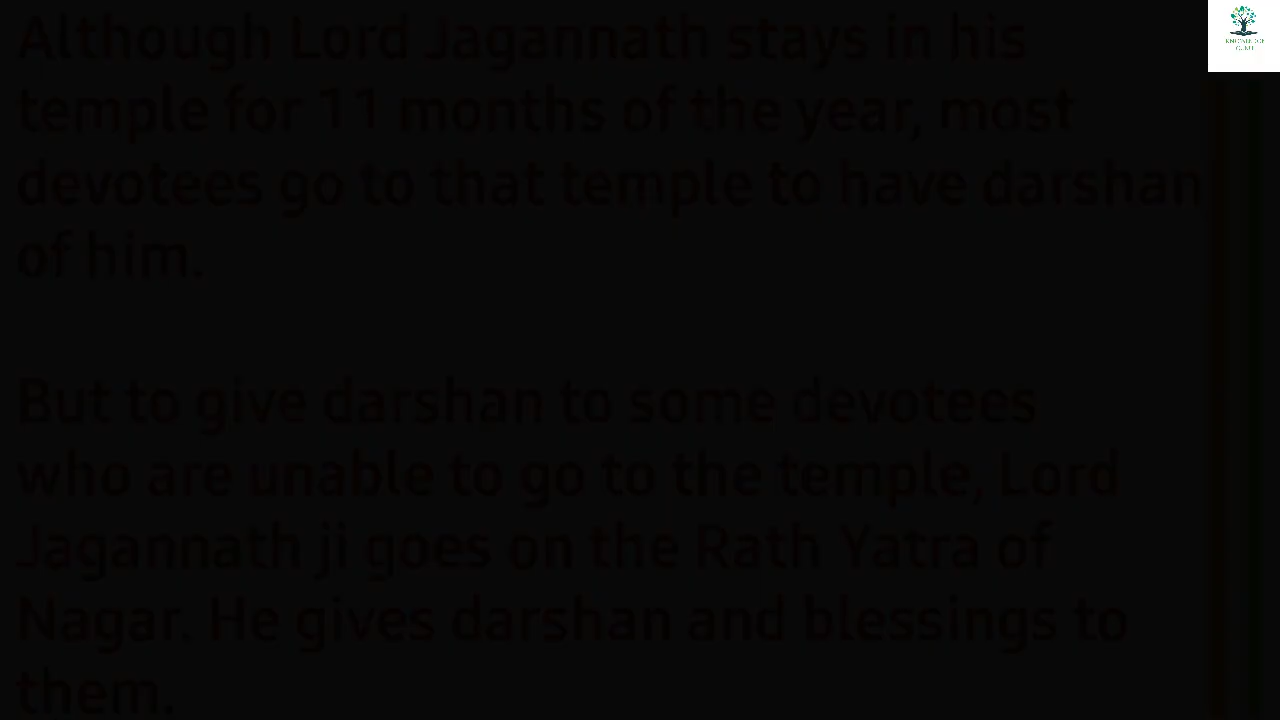 Although Lord Jagannath stays in his
temple for 11 months of the year, most
devotees go to that temple to have darshan
of him.
But to give darshan to some devotees
who are unable to go to the temple, Lord
Jagannath ji goes on the Rath Yatra of
Nagar. He gives darshan and blessings to
them.
KNOWLEDGE
GURU